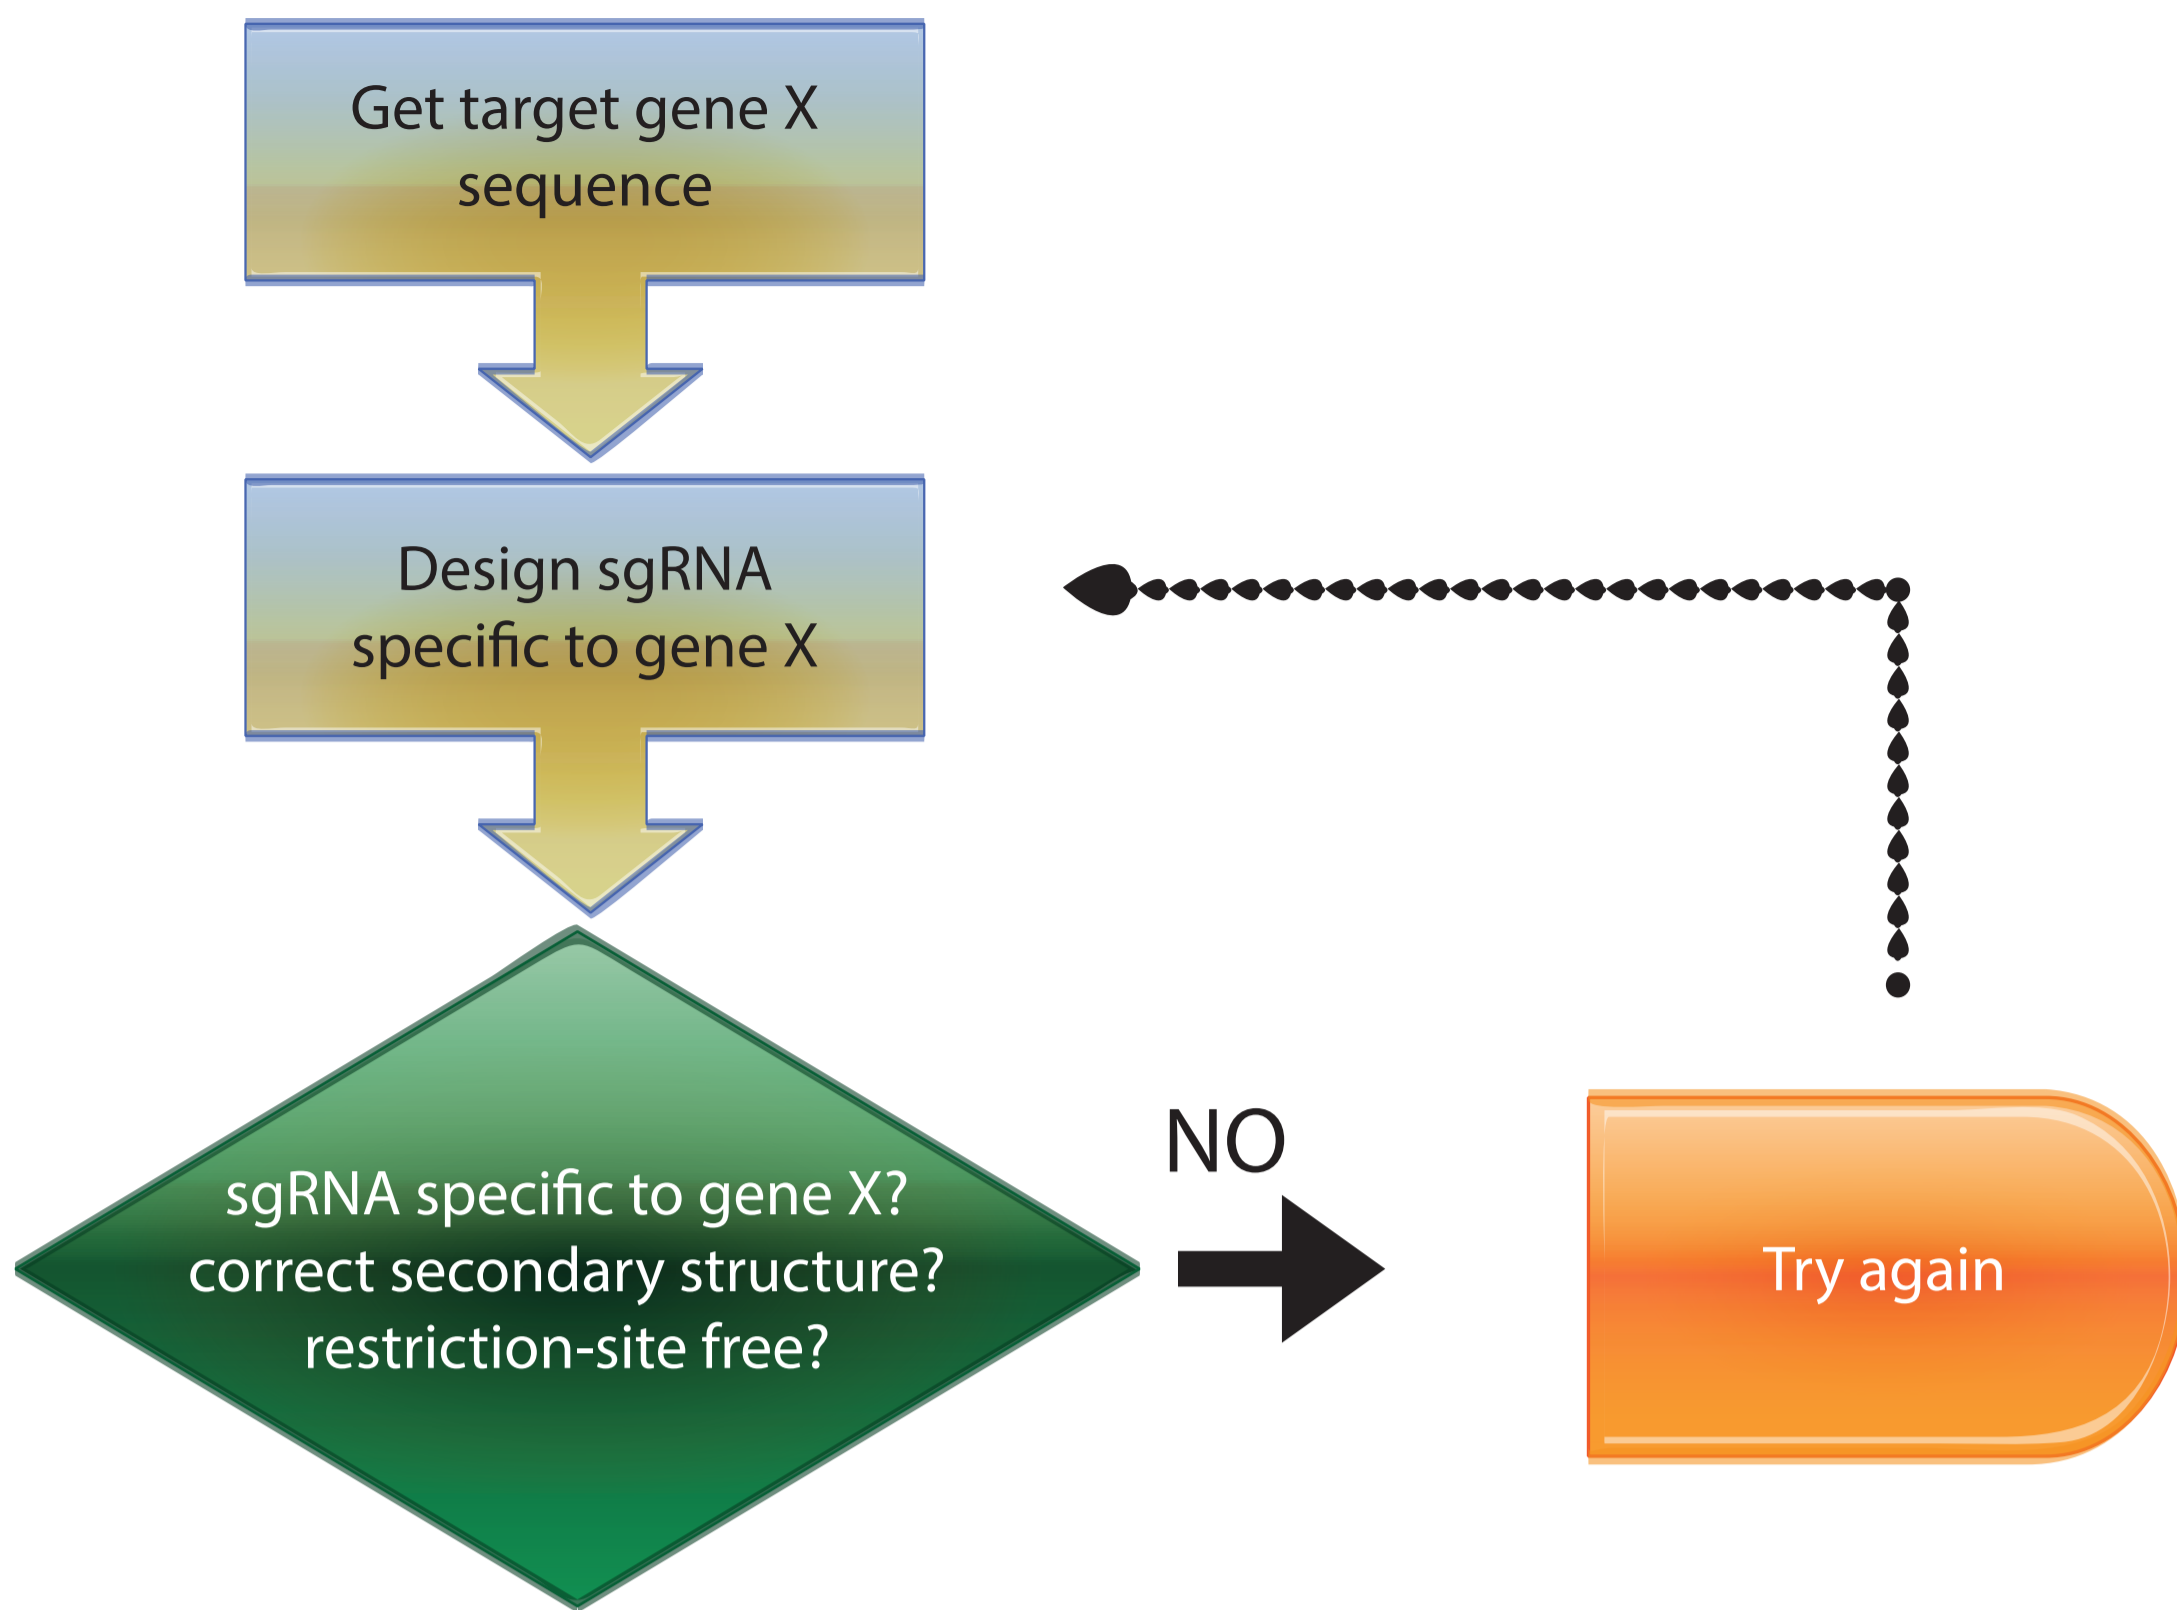 Get target gene X
sequence
Design sgRNA
specific to gene X
sgRNA specific to gene X?
correct secondary structure?
restriction-site free?
NO
Try again